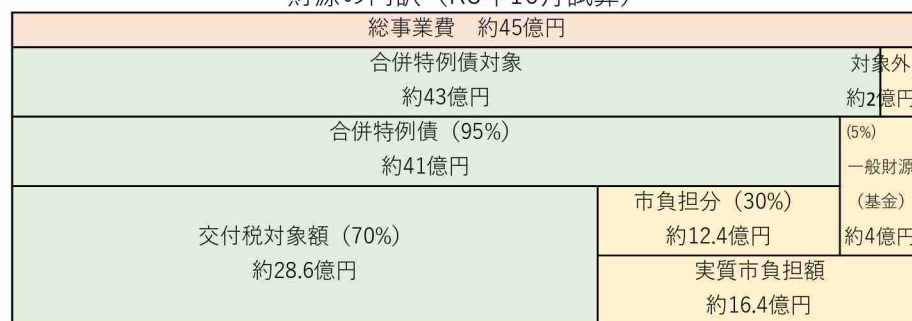 総事業費　約45億円
合併特例債対象
約43億円
対象外
約2億円
合併特例債（95%）
約41億円
(5%)
一般財源
（基金）
約4億円
交付税対象額（70%）
約28.6億円
市負担分（30%）
約12.4億円
実質市負担額
約16.4億円